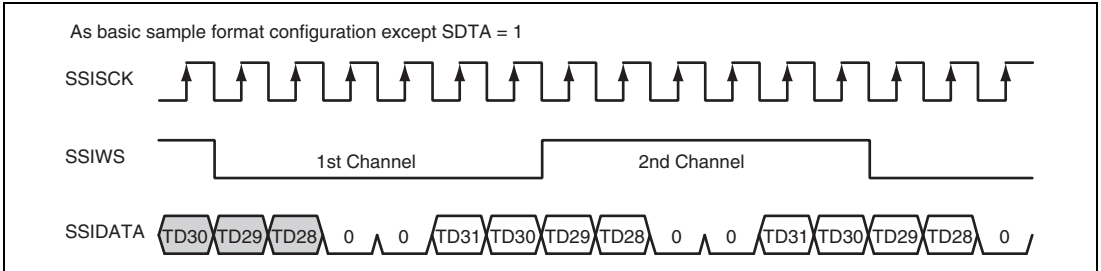 As basic sample format configuration except SDTA = 1
SSISCK
SSIWS 1st Channel 2nd Channel
SSIDATA TD30 TD29 TD28 0 0 TD31 TD30 TD29 TD28 0 0 TD31 TD30 TD29 TD28 0